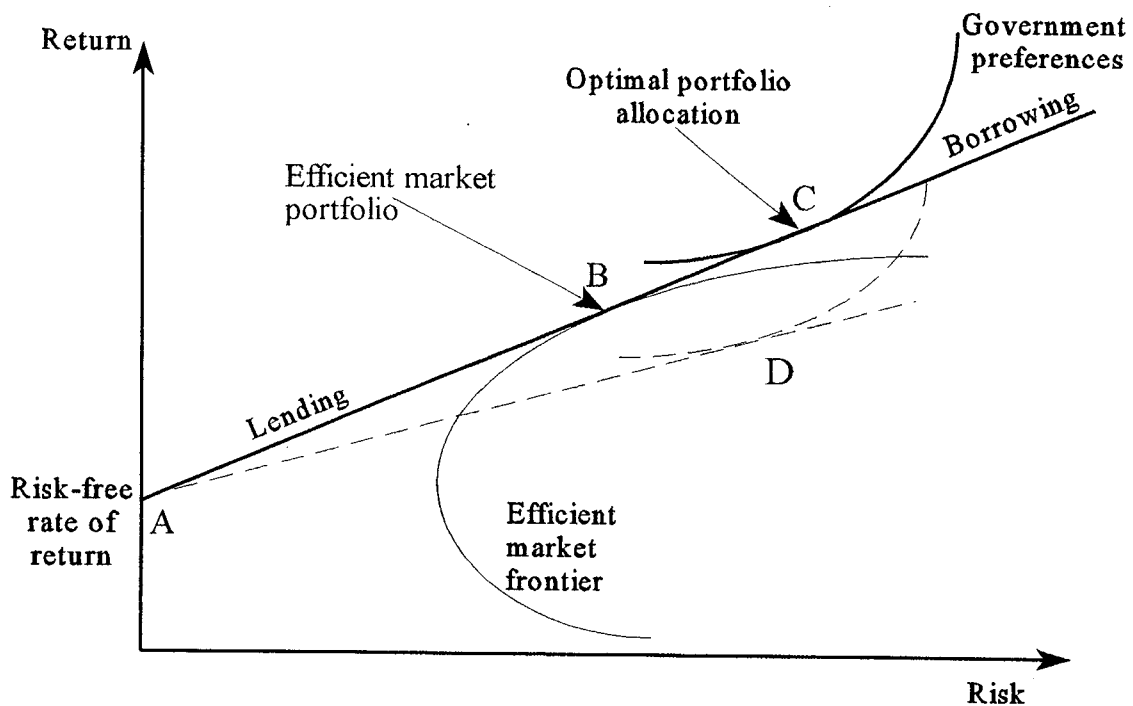 Return
Government
preferences
Optimal portfolio
allocation
Borrowing
Efficient market
portfolio
C
B
D
Lending
Risk-free
rate of
return
A
Efficient
market
frontier
Risk